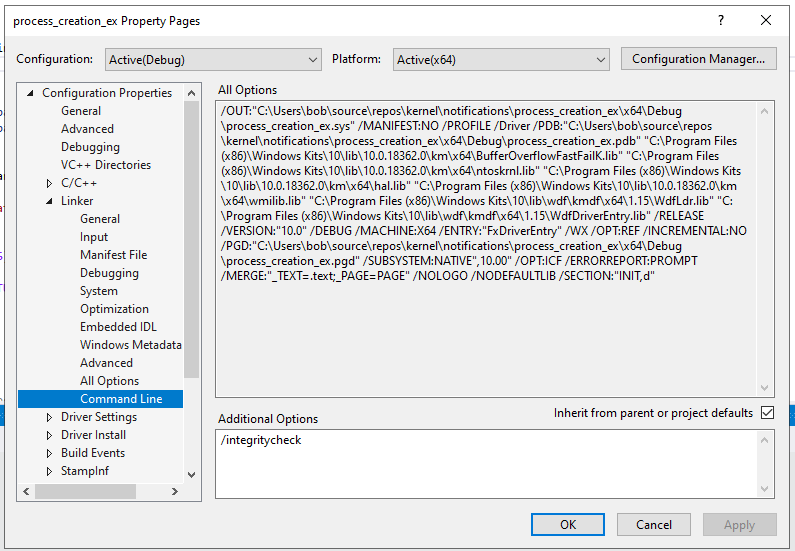 process_creation_ex Property Pages
? 
Configuration: Active(Debug) Platform: Active(x64) Configuration Manager...
Configuration Properties
General
Advanced
Debugging
VC++ Directories
C/C++
Linker
General
Input
Manifest File
Debugging
System
Optimization
Embedded IDL
Windows Metadata
Advanced
All Options
Command Line
Driver Settings
Driver Install
Build Events
StampInf
All Options
/OUT:"C:\Users\bob\source\repos\kernel\notifications\process_creation_ex\x64\Debug
\process_creation_ex.sys" /MANIFEST:NO /PROFILE /Driver /PDB:"C:\Users\bob\source\repos
\kernel\notifications\process_creation_ex\x64\Debug\process_creation_ex.pdb" "C:\Program Files
(x86)\Windows Kits\10\lib\10.0.18362.0\km\x64\BufferOverflowFastFailK.lib" "C:\Program Files
(x86)\Windows Kits\10\lib\10.0.18362.0\km\x64\ntoskrnl.lib" "C:\Program Files (x86)\Windows Kits
\10\lib\10.0.18362.0\km\x64\hal.lib" "C:\Program Files (x86)\Windows Kits\10\lib\10.0.18362.0\km
\x64\wmilib.lib" "C:\Program Files (x86)\Windows Kits\10\lib\wdf\kmdf\x64\1.15\WdfLdr.lib" "C:
\Program Files (x86)\Windows Kits\10\lib\wdf\kmdf\x64\1.15\WdfDriverEntry.lib" /RELEASE
/VERSION:"10.0" /DEBUG /MACHINE:X64 /ENTRY:"FxDriverEntry" /WX /OPT:REF /INCREMENTAL:NO
/PGD:"C:\Users\bob\source\repos\kernel\notifications\process_creation_ex\x64\Debug
\process_creation_ex.pgd" /SUBSYSTEM:NATIVE",10.00" /OPT:ICF /ERRORREPORT:PROMPT
/MERGE:"_TEXT=.text;_PAGE=PAGE" /NOLOGO /NODEFAULTLIB /SECTION:"INIT,d"
Additional Options Inherit from parent or project defaults
/integritycheck
OK Cancel Apply